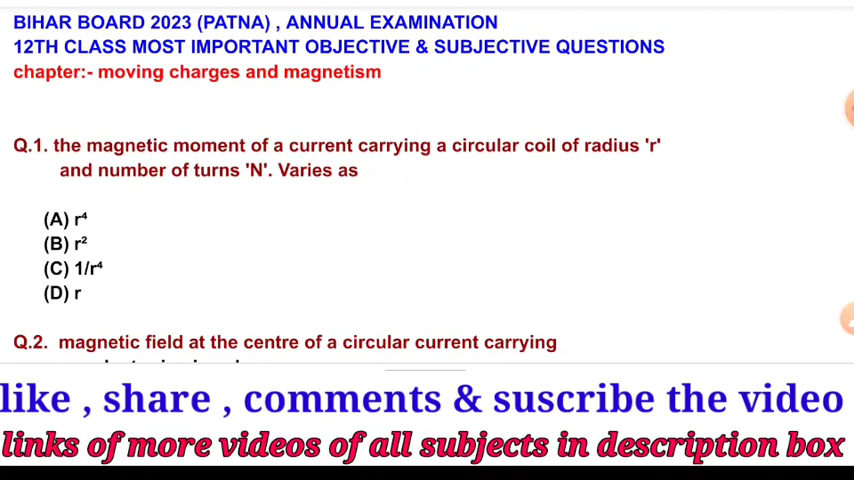 BIHAR BOARD 2023 (PATNA) , ANNUAL EXAMINATION
12TH CLASS MOST IMPORTANT OBJECTIVE & SUBJECTIVE QUESTIONS
chapter:- moving charges and magnetism
Q.1. the magnetic moment of a current carrying a circular coil of radius 'r'
and number of turns 'N'. Varies as
(A) r⁴
(B) r²
(C) 1/r⁴
(D) r
Q.2. magnetic field at the centre of a circular current carrying
like , share , comments & suscribe the video
links of more videos of all subjects in description box